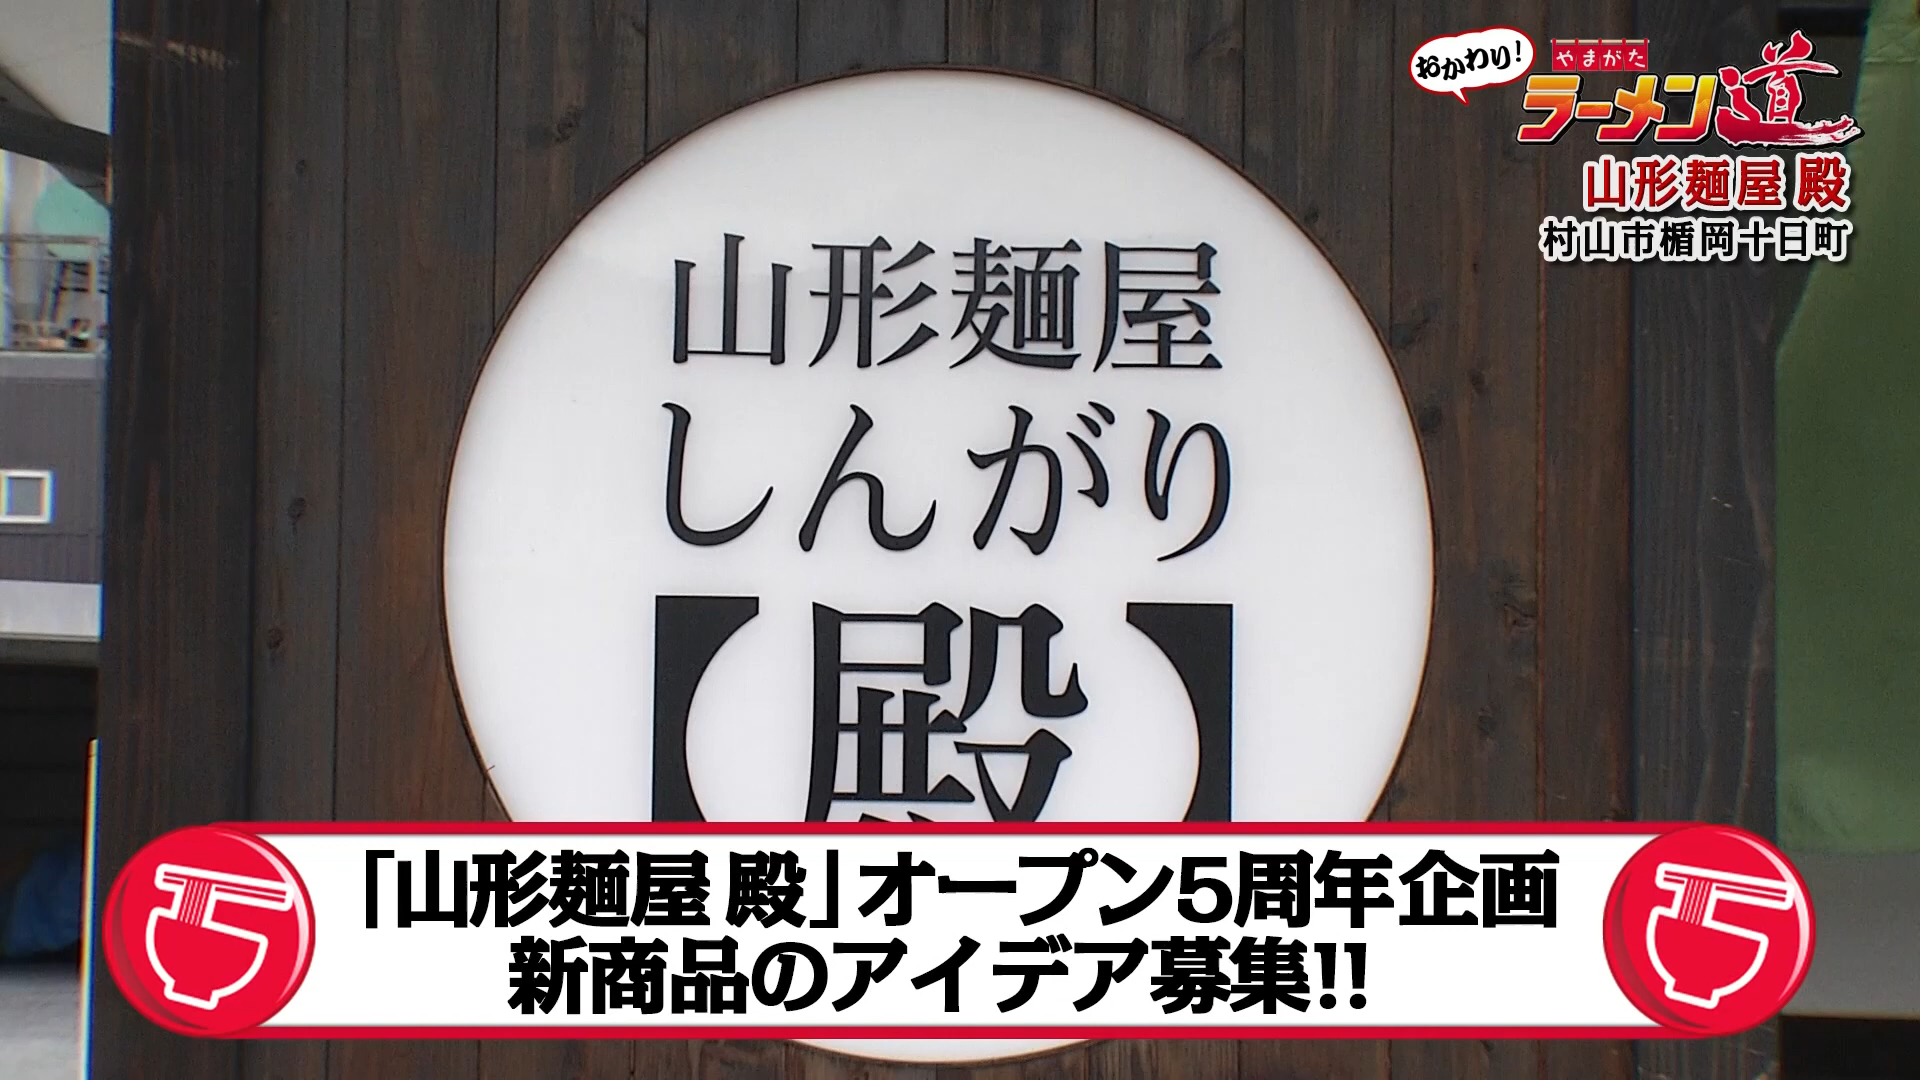 おかわり!
やまがた
ラーメン道
山形麺屋 殿
村山市楯岡十日町
山形麺屋
しんがり
【殿】
「山形麺屋 殿」オープン5周年企画
新商品のアイデア募集!!